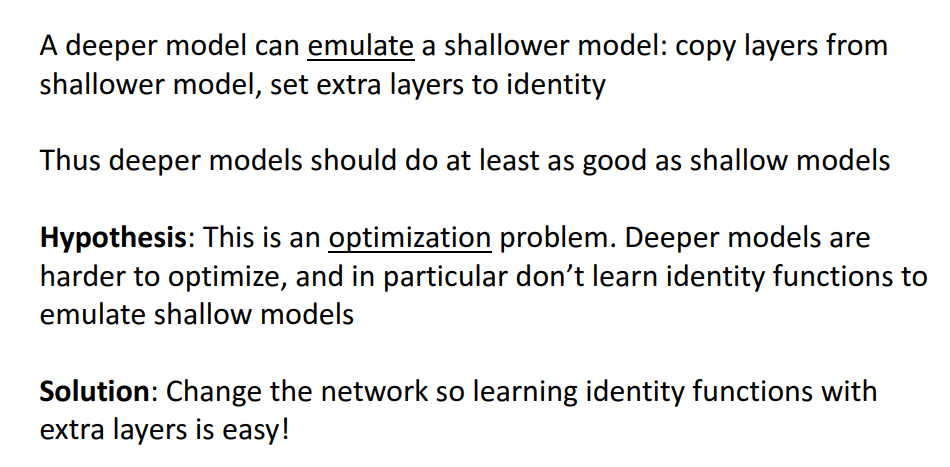 A deeper model can emulate a shallower model: copy layers from
shallower model, set extra layers to identity
Thus deeper models should do at least as good as shallow models
Hypothesis: This is an optimization problem. Deeper models are
harder to optimize, and in particular don’t learn identity functions to
emulate shallow models
Solution: Change the network so learning identity functions with
extra layers is easy!